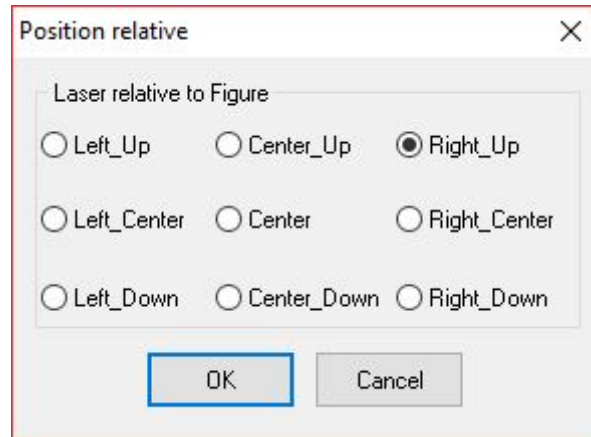 Position relative
Laser relative to Figure
Left_Up Center_Up Right_Up
Left_Center Center Right_Center
Left_Down Center_Down Right_Down
OK Cancel